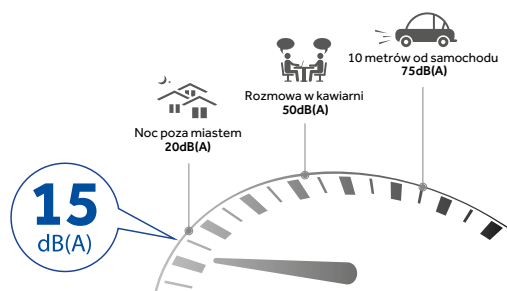 10 metrów od samochodu
75dB(A)
Rozmowa w kawiarni
50dB(A)
Noc poza miastem
20dB(A)
15
dB(A)